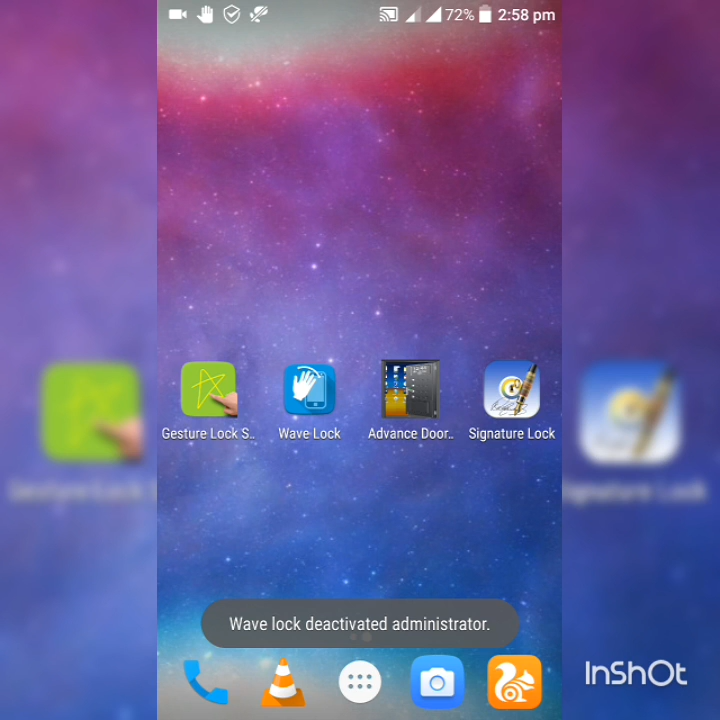 72% 2:58 pm
Gesture Lock S.. Wave Lock Advance Door.. Signature Lock
Wave lock deactivated administrator.
InShOt